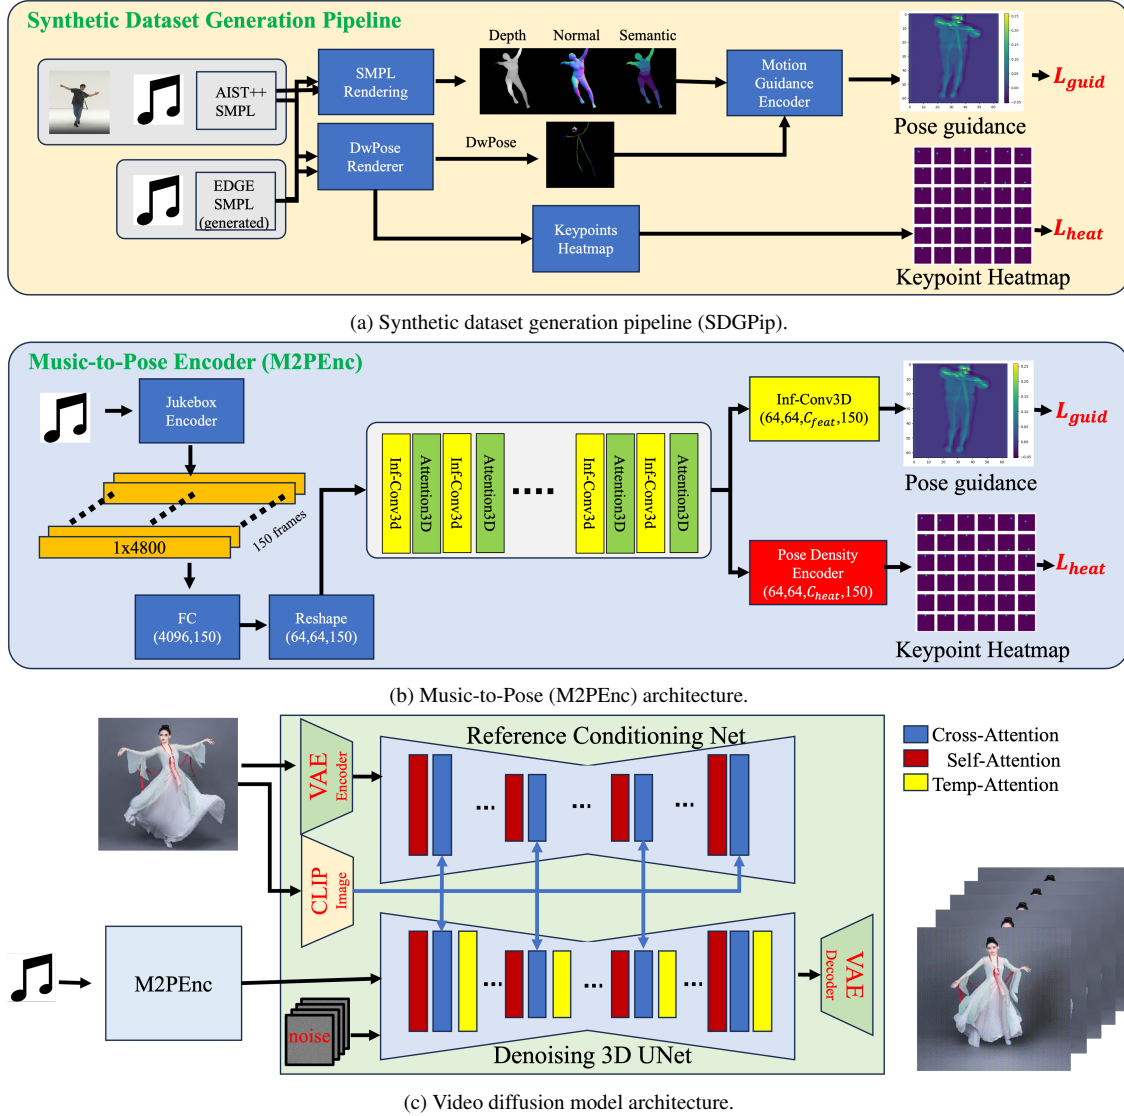 Synthetic Dataset Generation Pipeline
AIST++
SMPL
EDGE
SMPL
(generated)
SMPL
Rendering
DwPose
Renderer
Depth
Normal
Semantic
DwPose
Keypoints
Heatmap
Motion
Guidance
Encoder
Pose guidance
L_guid
Keypoint Heatmap
L_heat
(a) Synthetic dataset generation pipeline (SDGPip).
Music-to-Pose Encoder (M2PEnc)
Jukebox
Encoder
1x4800
150 frames
FC
(4096,150)
Reshape
(64,64,150)
Inf-Conv3d
Attention3D
Inf-Conv3d
Attention3D
Inf-Conv3d
Attention3D
Inf-Conv3d
Attention3D
Inf-Conv3D
(64,64,C_feat,150)
Pose Density
Encoder
(64,64,C_heat,150)
Pose guidance
L_guid
Keypoint Heatmap
L_heat
(b) Music-to-Pose (M2PEnc) architecture.
Reference Conditioning Net
VAE
Encoder
CLIP
Image
M2PEnc
noise
Denoising 3D UNet
VAE
Decoder
Cross-Attention
Self-Attention
Temp-Attention
(c) Video diffusion model architecture.